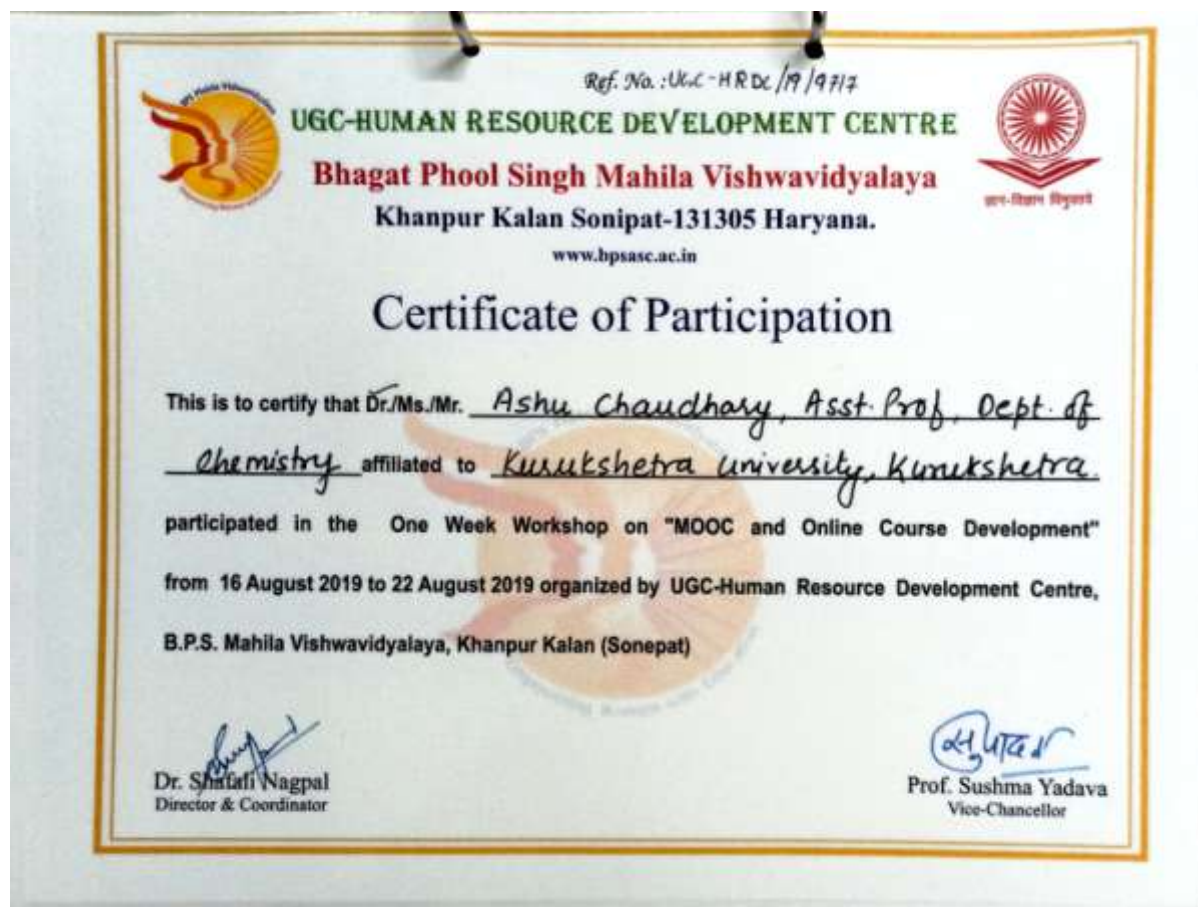 Ref. No. : UGC-HRDC/19/9717
BPS Mahila Vishwavidyalaya
UGC-HUMAN RESOURCE DEVELOPMENT CENTRE
Bhagat Phool Singh Mahila Vishwavidyalaya
Khanpur Kalan Sonipat-131305 Haryana.
ज्ञान-विज्ञान विमुक्तये
www.bpsasc.ac.in
Certificate of Participation
This is to certify that Dr./Ms./Mr. Ashu Chaudhary, Asst. Prof, Dept. of
Chemistry affiliated to Kurukshetra University, Kurukshetra.
participated in the One Week Workshop on "MOOC and Online Course Development"
from 16 August 2019 to 22 August 2019 organized by UGC-Human Resource Development Centre,
B.P.S. Mahila Vishwavidyalaya, Khanpur Kalan (Sonepat)
Dr. Shafali Nagpal
Director & Coordinator
Prof. Sushma Yadava
Vice-Chancellor